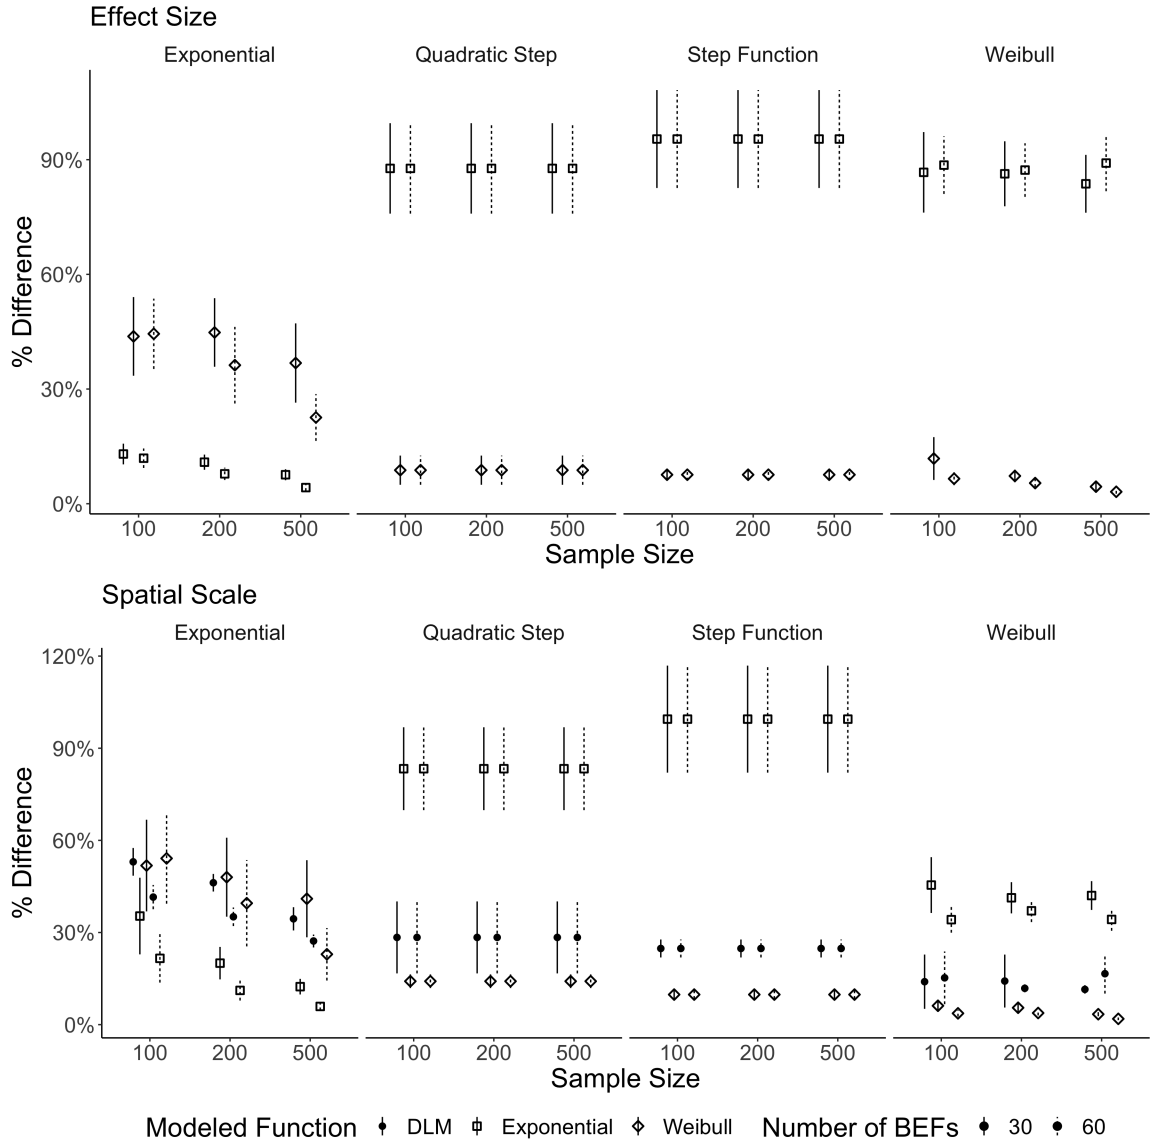 Effect Size
Exponential Quadratic Step Step Function Weibull
90%
60%
30%
0%
% Difference
100 200 500 100 200 500 100 200 500 100 200 500
Sample Size
Spatial Scale
Exponential Quadratic Step Step Function Weibull
120%
90%
60%
30%
0%
% Difference
100 200 500 100 200 500 100 200 500 100 200 500
Sample Size
Modeled Function DLM Exponential Weibull Number of BEFs 30 60